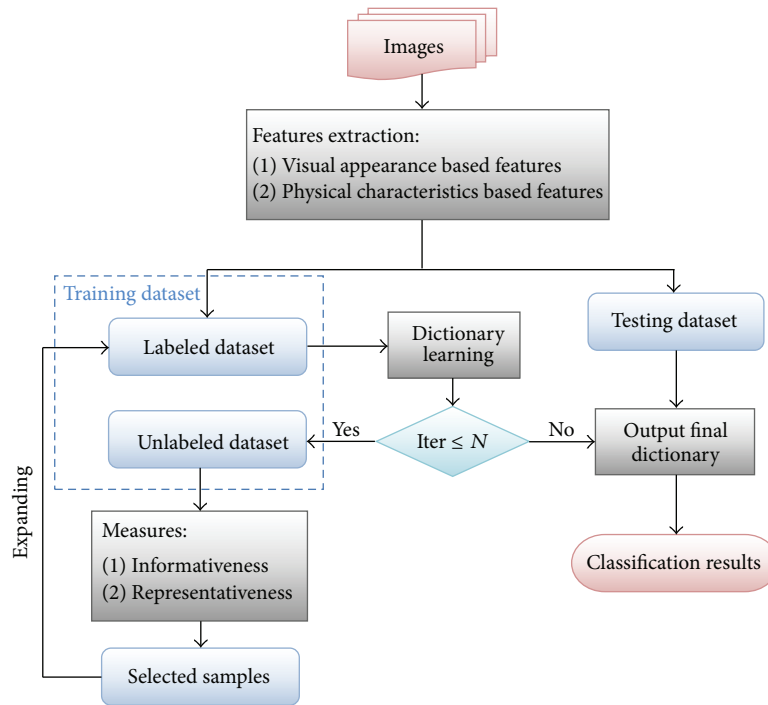 Images
Features extraction:
(1) Visual appearance based features
(2) Physical characteristics based features
Training dataset
Labeled dataset
Dictionary
learning
Testing dataset
Unlabeled dataset
Yes
Iter ≤ N
No
Output final
dictionary
Expanding
Measures:
(1) Informativeness
(2) Representativeness
Classification results
Selected samples